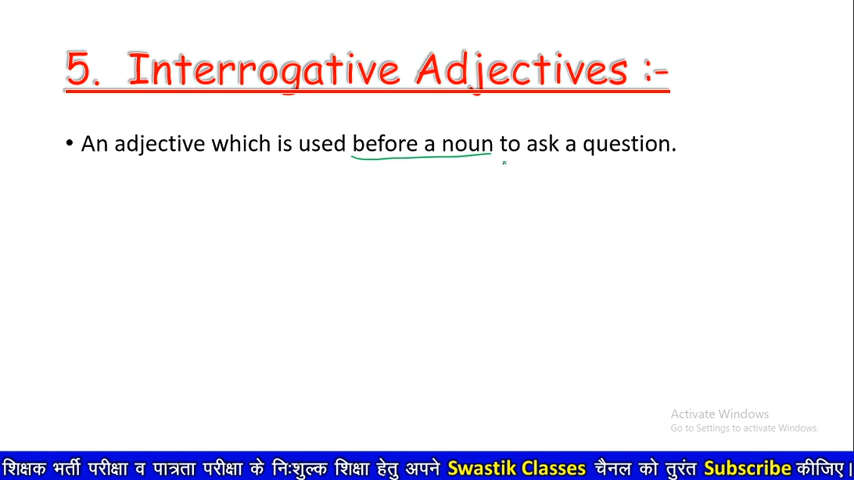 5. Interrogative Adjectives :-
• An adjective which is used before a noun to ask a question.
Activate Windows
Go to Settings to activate Windows.
शिक्षक भर्ती परीक्षा व पात्रता परीक्षा के निःशुल्क शिक्षा हेतु अपने Swastik Classes चैनल को तुरंत Subscribe कीजिए।